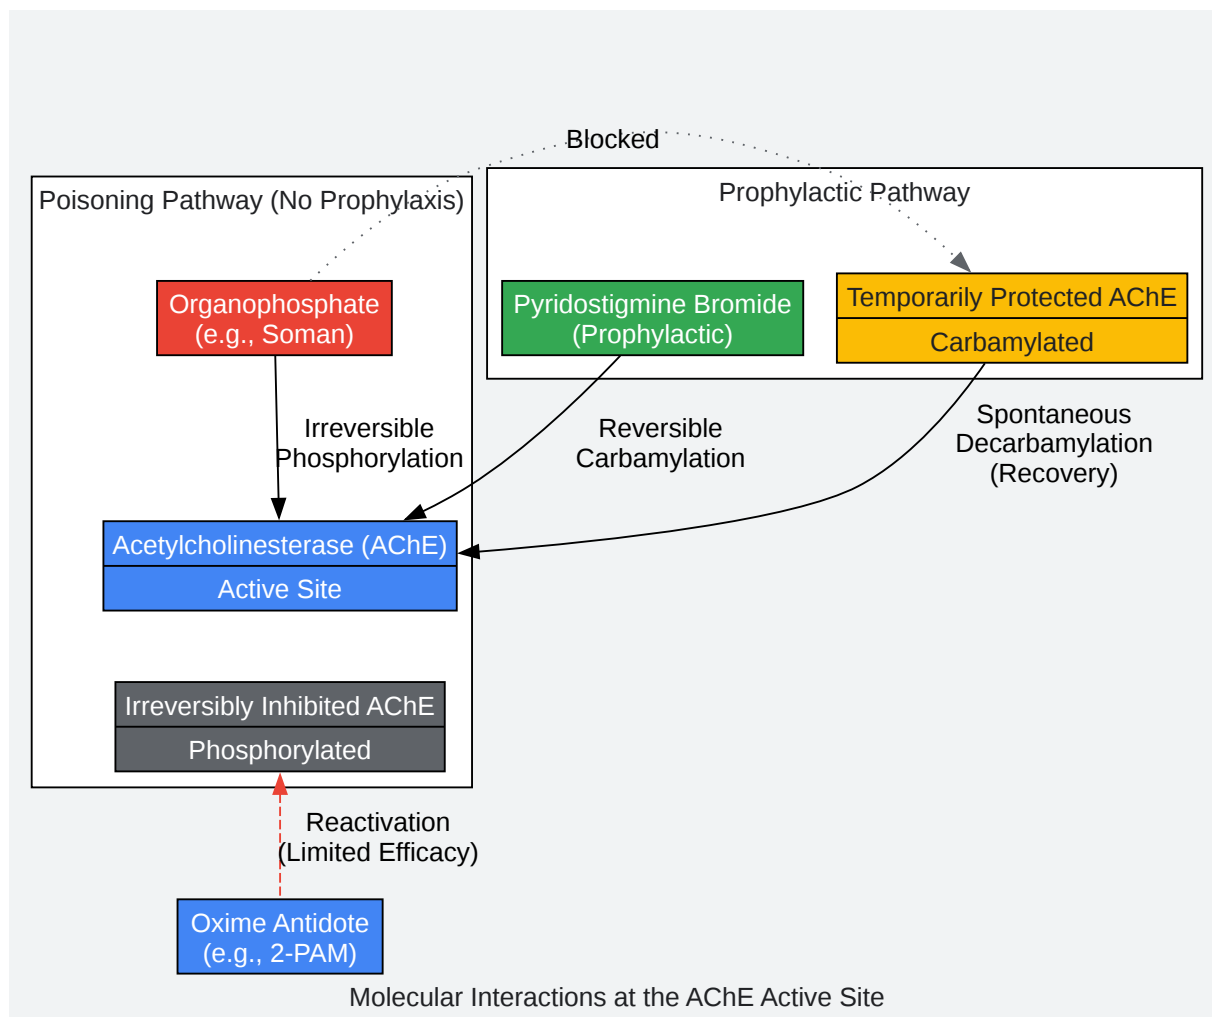 Blocked
Poisoning Pathway (No Prophylaxis)
Prophylactic Pathway
Organophosphate
(e.g., Soman)
Pyridostigmine Bromide
(Prophylactic)
Temporarily Protected AChE
Carbamylated
Irreversible
Phosphorylation
Reversible
Carbamylation
Spontaneous
Decarbamylation
(Recovery)
Acetylcholinesterase (AChE)
Active Site
Irreversibly Inhibited AChE
Phosphorylated
Reactivation
(Limited Efficacy)
Oxime Antidote
(e.g., 2-PAM)
Molecular Interactions at the AChE Active Site